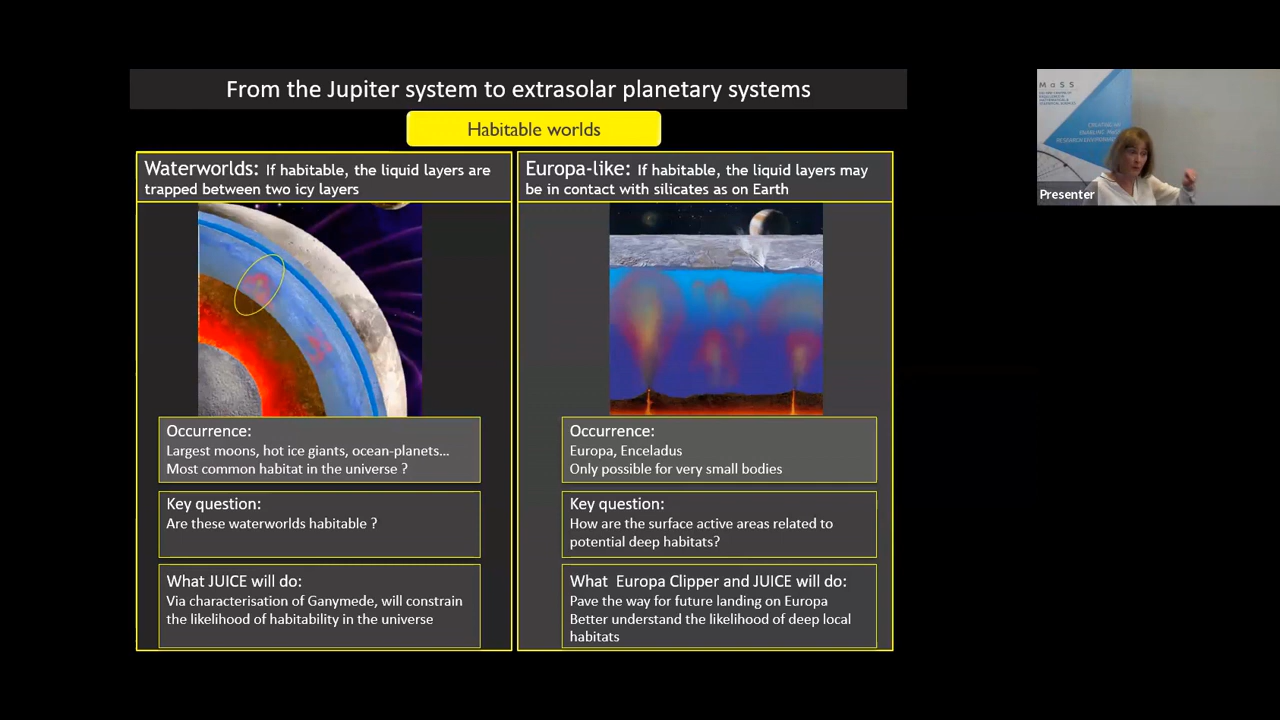 From the Jupiter system to extrasolar planetary systems
Habitable worlds
Waterworlds: If habitable, the liquid layers are
trapped between two icy layers
Occurrence:
Largest moons, hot ice giants, ocean-planets...
Most common habitat in the universe ?
Key question:
Are these waterworlds habitable ?
What JUICE will do:
Via characterisation of Ganymede, will constrain
the likelihood of habitability in the universe
Europa-like: If habitable, the liquid layers may
be in contact with silicates as on Earth
Occurrence:
Europa, Enceladus
Only possible for very small bodies
Key question:
How are the surface active areas related to
potential deep habitats?
What Europa Clipper and JUICE will do:
Pave the way for future landing on Europa
Better understand the likelihood of deep local
habitats
MaSS
Presenter